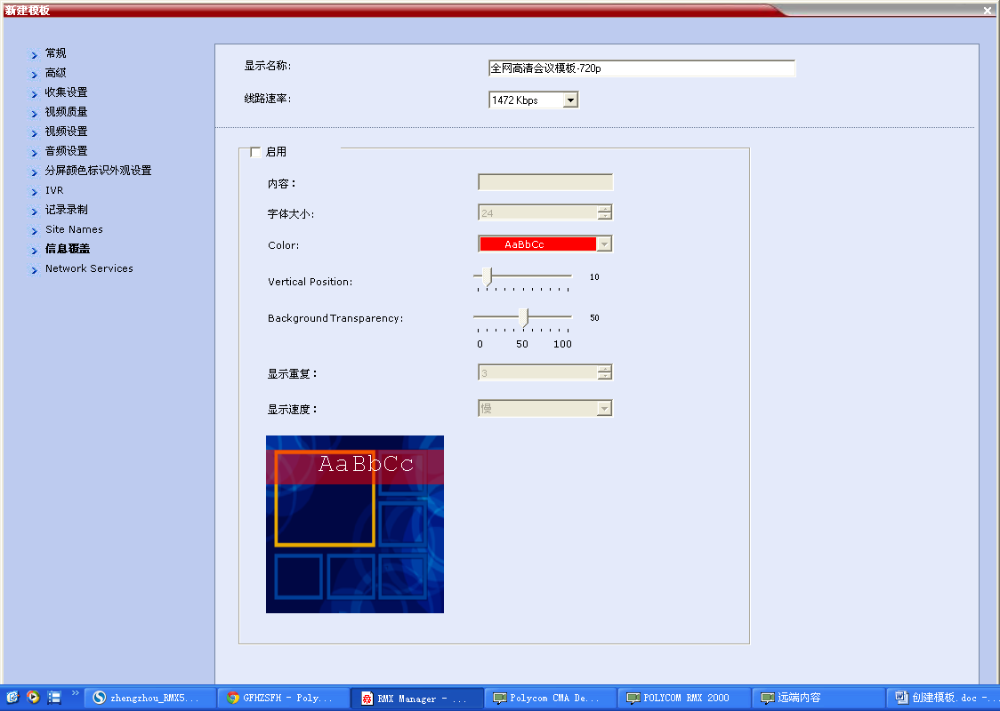 新建模板
常规
高级
收集设置
视频质量
视频设置
音频设置
分屏颜色标识外观设置
IVR
记录录制
Site Names
信息覆盖
Network Services
显示名称:
全网高清会议模板-720p
线路速率:
1472 Kbps
启用
内容：
字体大小:
24
Color:
AaBbCc
Vertical Position:
10
Background Transparency:
50
0 50 100
显示重复：
3
显示速度：
慢
AaBbCc
zhengzhou_RMX5...
GFHZSFH - Poly...
RMX Manager - ...
Polycom CMA De...
POLYCOM RMX 2000
远端内容
创建模板.doc -...